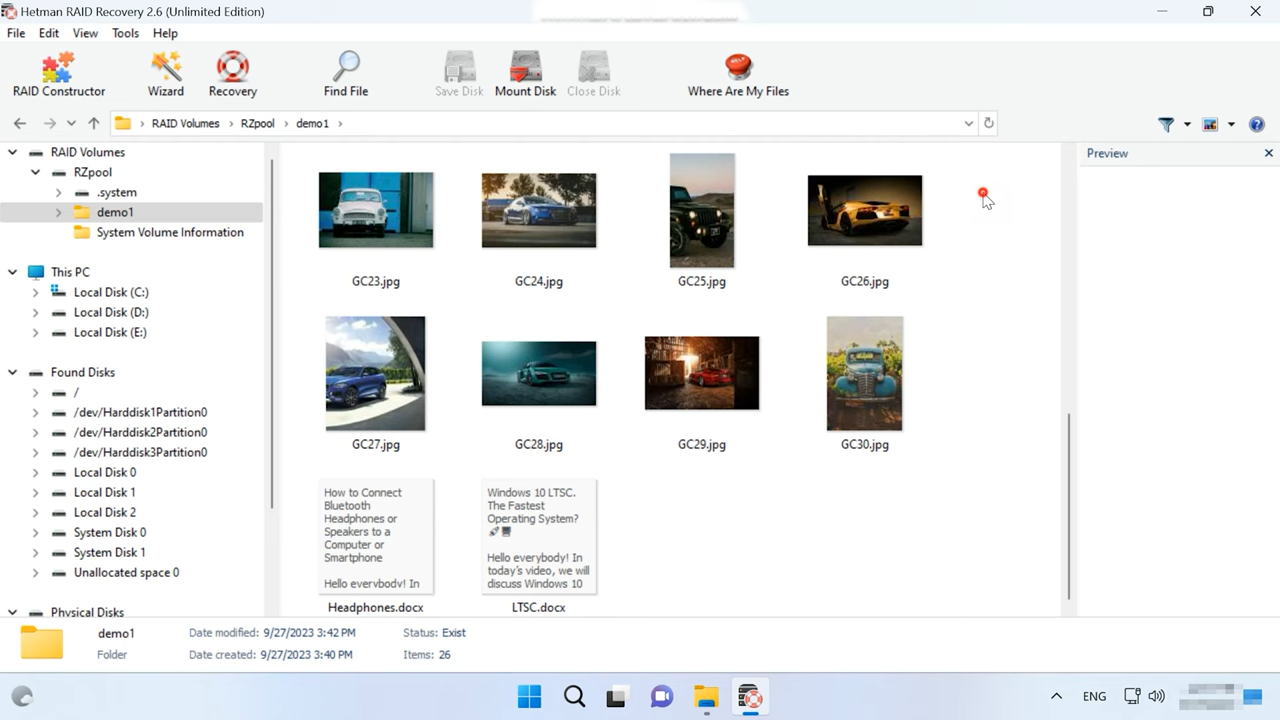 Hetman RAID Recovery 2.6 (Unlimited Edition)
File Edit View Tools Help
RAID Constructor Wizard Recovery Find File Save Disk Mount Disk Close Disk Where Are My Files
RAID Volumes RZpool demo1
RAID Volumes
RZpool
.system
demo1
System Volume Information
This PC
Local Disk (C:)
Local Disk (D:)
Local Disk (E:)
Found Disks
/
/dev/Harddisk1Partition0
/dev/Harddisk2Partition0
/dev/Harddisk3Partition0
Local Disk 0
Local Disk 1
Local Disk 2
System Disk 0
System Disk 1
Unallocated space 0
Physical Disks
GC23.jpg GC24.jpg GC25.jpg GC26.jpg
GC27.jpg GC28.jpg GC29.jpg GC30.jpg
How to Connect
Bluetooth
Headphones or
Speakers to a
Computer or
Smartphone
Hello everybody! In
Headphones.docx
Windows 10 LTSC.
The Fastest
Operating System?
Hello everybody! In
today's video, we will
discuss Windows 10
LTSC.docx
Preview
demo1
Folder
Date modified: 9/27/2023 3:42 PM
Date created: 9/27/2023 3:40 PM
Status: Exist
Items: 26
ENG